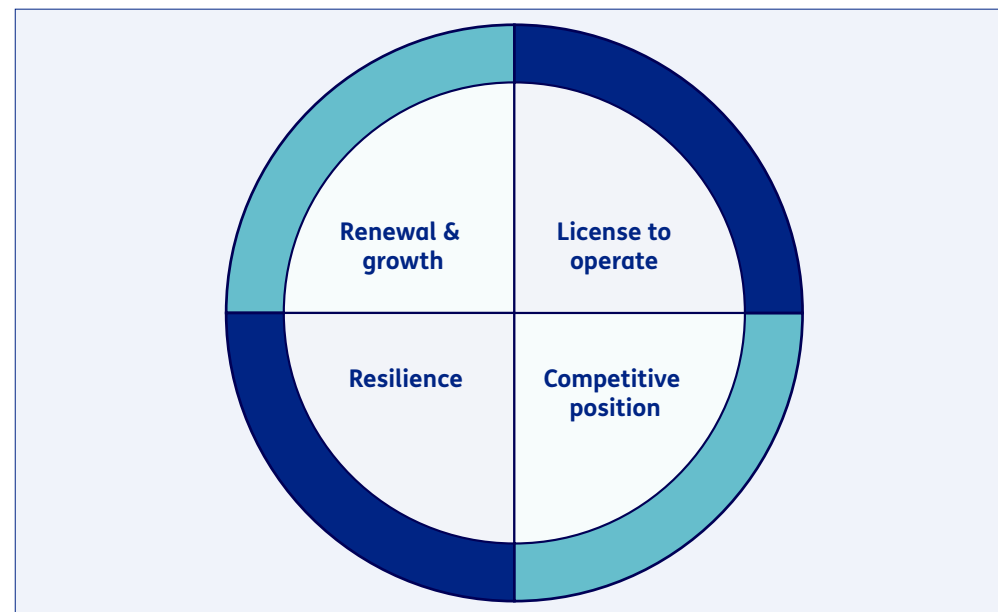 Renewal &
growth
License to
operate
Resilience
Competitive
position